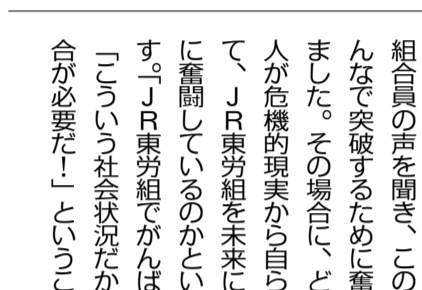 組合員の声を聞き、この
んなで突破するために奮
ました。その場合に、ど
人が危機的現実から自ら
て、JR東労組を未来に
に奮闘しているのかとい
す。「JR東労組でがんば
「こういう社会状況だか
合が必要だ！」というこ